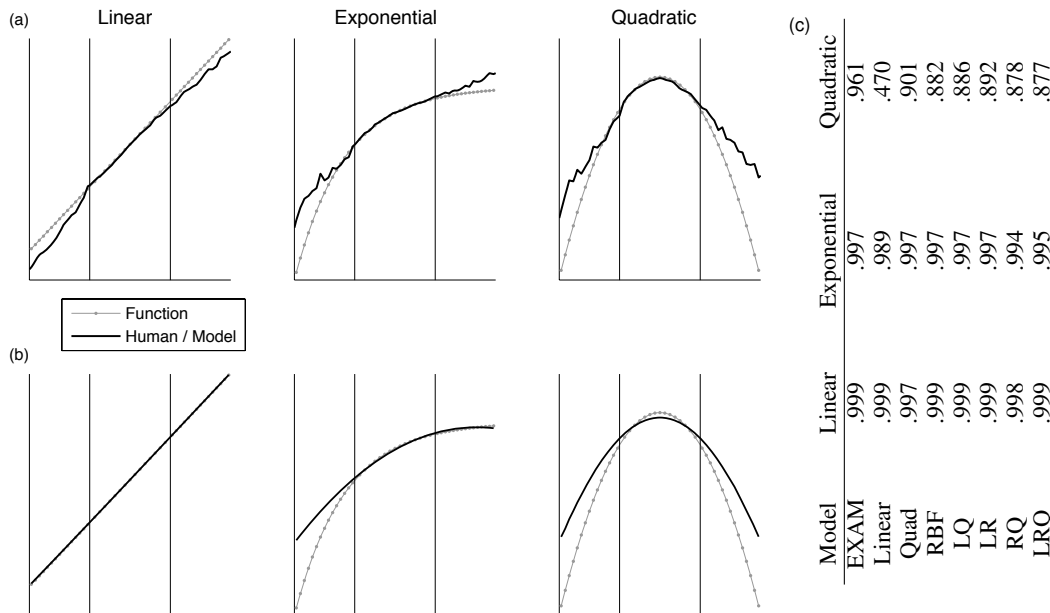 (a)
Linear
Exponential
Quadratic
Function
Human / Model
(b)
(c)
Model Linear Exponential Quadratic
EXAM .999 .997 .961
Linear .999 .989 .470
Quad .997 .997 .901
RBF .999 .997 .882
LQ .999 .997 .886
LR .999 .997 .892
RQ .998 .994 .878
LRQ .999 .995 .877